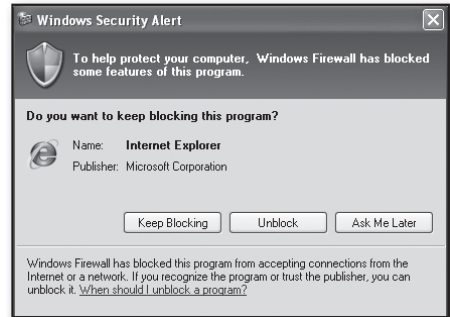 Windows Security Alert
To help protect your computer, Windows Firewall has blocked
some features of this program.
Do you want to keep blocking this program?
Name: Internet Explorer
Publisher: Microsoft Corporation
Keep Blocking Unblock Ask Me Later
Windows Firewall has blocked this program from accepting connections from the
Internet or a network. If you recognize the program or trust the publisher, you can
unblock it. When should I unblock a program?